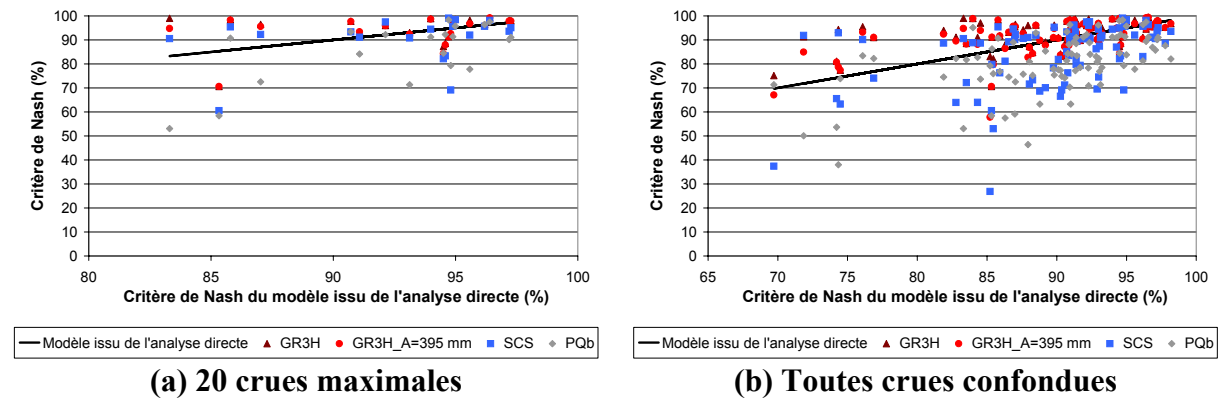 Critère de Nash (%)
100
90
80
70
60
50
40
30
20
10
0
80 85 90 95 100
Critère de Nash du modèle issu de l'analyse directe (%)
Modèle issu de l'analyse directe GR3H GR3H_A=395 mm SCS PQb
(a) 20 crues maximales
Critère de Nash (%)
100
90
80
70
60
50
40
30
20
10
0
65 70 75 80 85 90 95 100
Critère de Nash du modèle issu de l'analyse directe (%)
Modèle issu de l'analyse directe GR3H GR3H_A=395 mm SCS PQb
(b) Toutes crues confondues